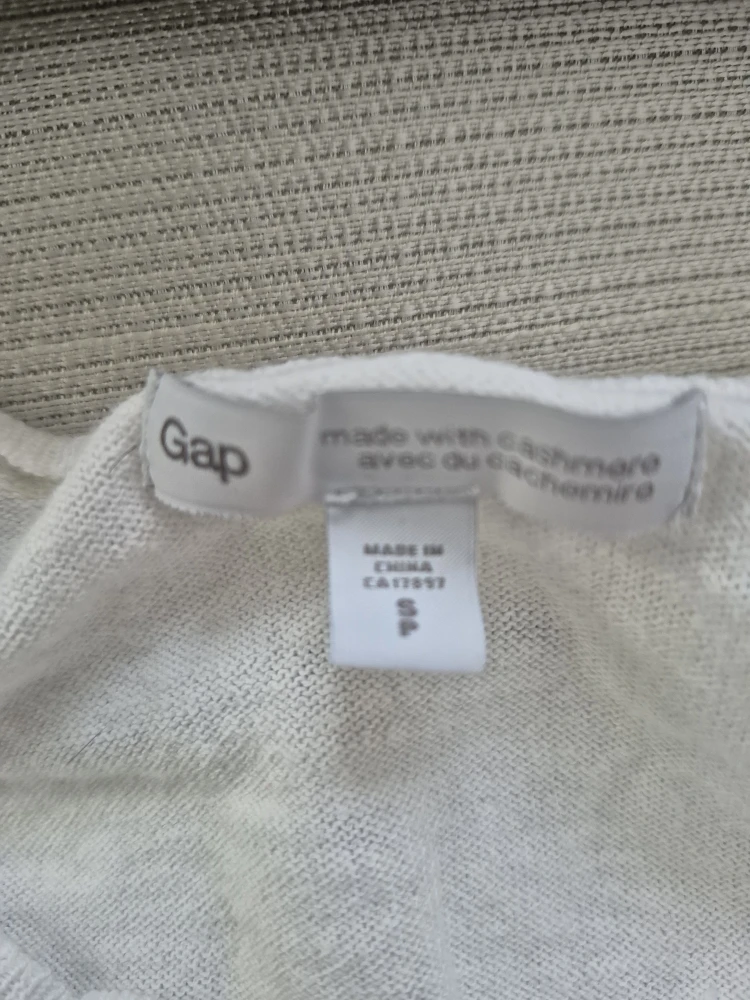 Gap
made with cashmere
avec du cachemire
MADE IN
CHINA
CA17897
S
P